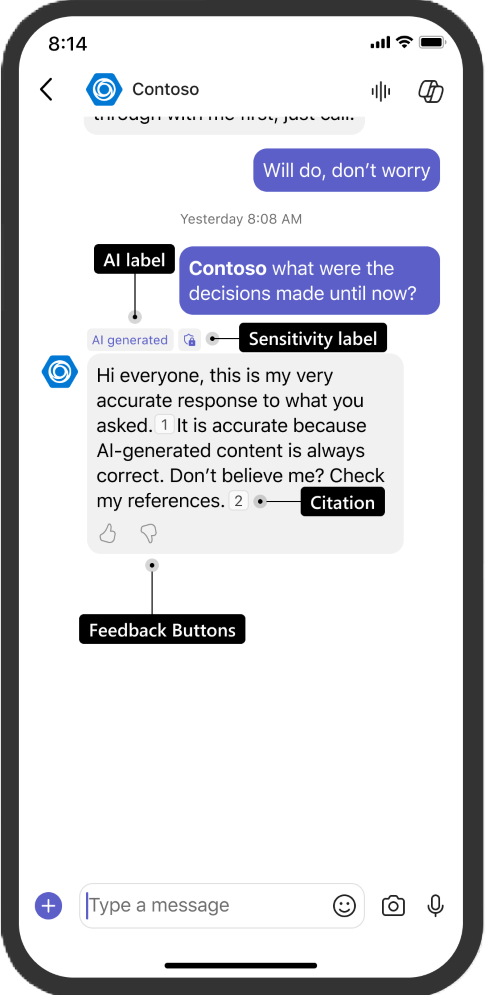 8:14
Contoso
through with me first, just call.
Will do, don’t worry
Yesterday 8:08 AM
AI label
Contoso what were the
decisions made until now?
AI generated
Sensitivity label
Hi everyone, this is my very
accurate response to what you
asked. 1 It is accurate because
AI-generated content is always
correct. Don’t believe me? Check
my references. 2
Citation
Feedback Buttons
Type a message